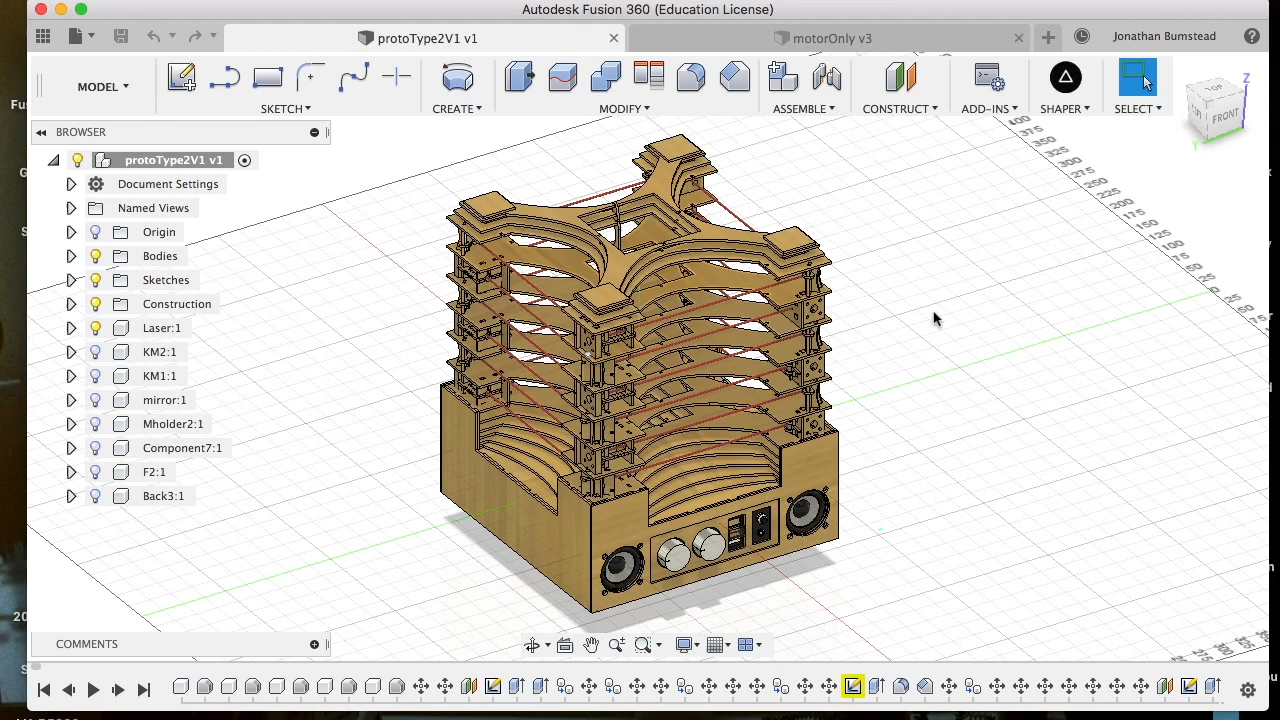 Autodesk Fusion 360 (Education License)
protoType2V1 v1
motorOnly v3
Jonathan Bumstead
MODEL
SKETCH
CREATE
MODIFY
ASSEMBLE
CONSTRUCT
ADD-INS
SHAPER
SELECT
TOP
FRONT
Z
Y
BROWSER
protoType2V1 v1
Document Settings
Named Views
Origin
Bodies
Sketches
Construction
Laser:1
KM2:1
KM1:1
mirror:1
Mholder2:1
Component7:1
F2:1
Back3:1
400
375
350
325
300
275
250
225
200
175
150
125
100
75
50
25
COMMENTS